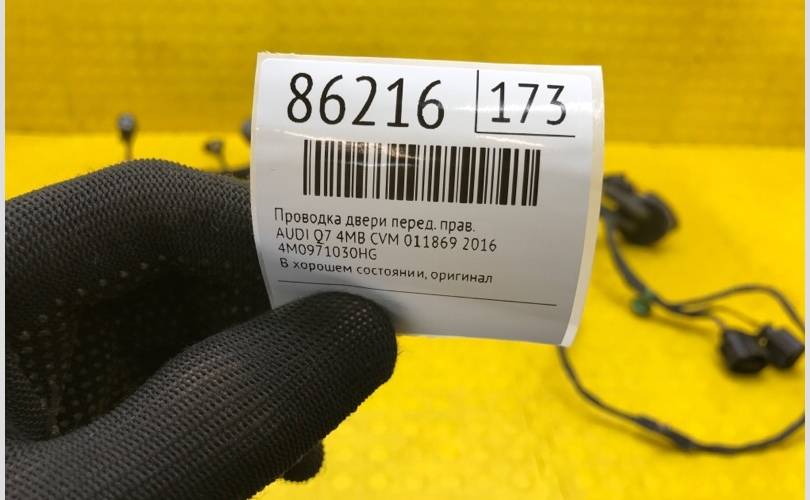 86216 173
Проводка двери перед. прав.
AUDI Q7 4MB CVM 011869 2016
4M0971030HG
В хорошем состоянии, оригинал